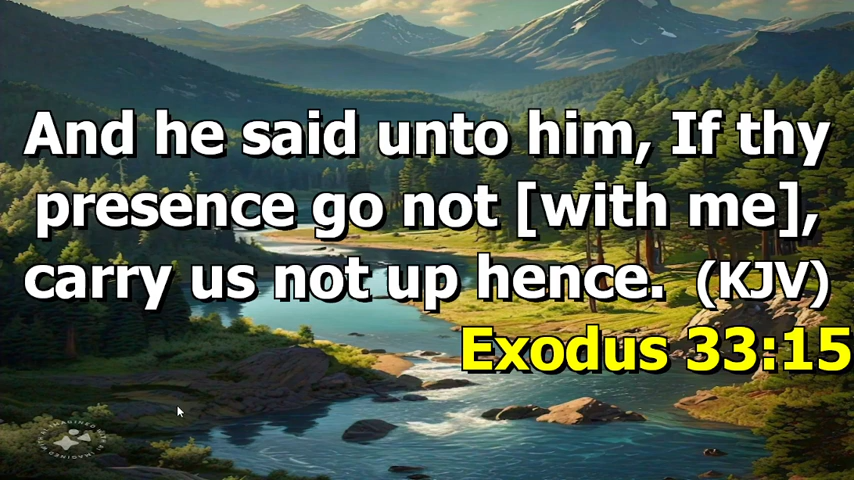 And he said unto him, If thy
presence go not [with me],
carry us not up hence. (KJV)
Exodus 33:15